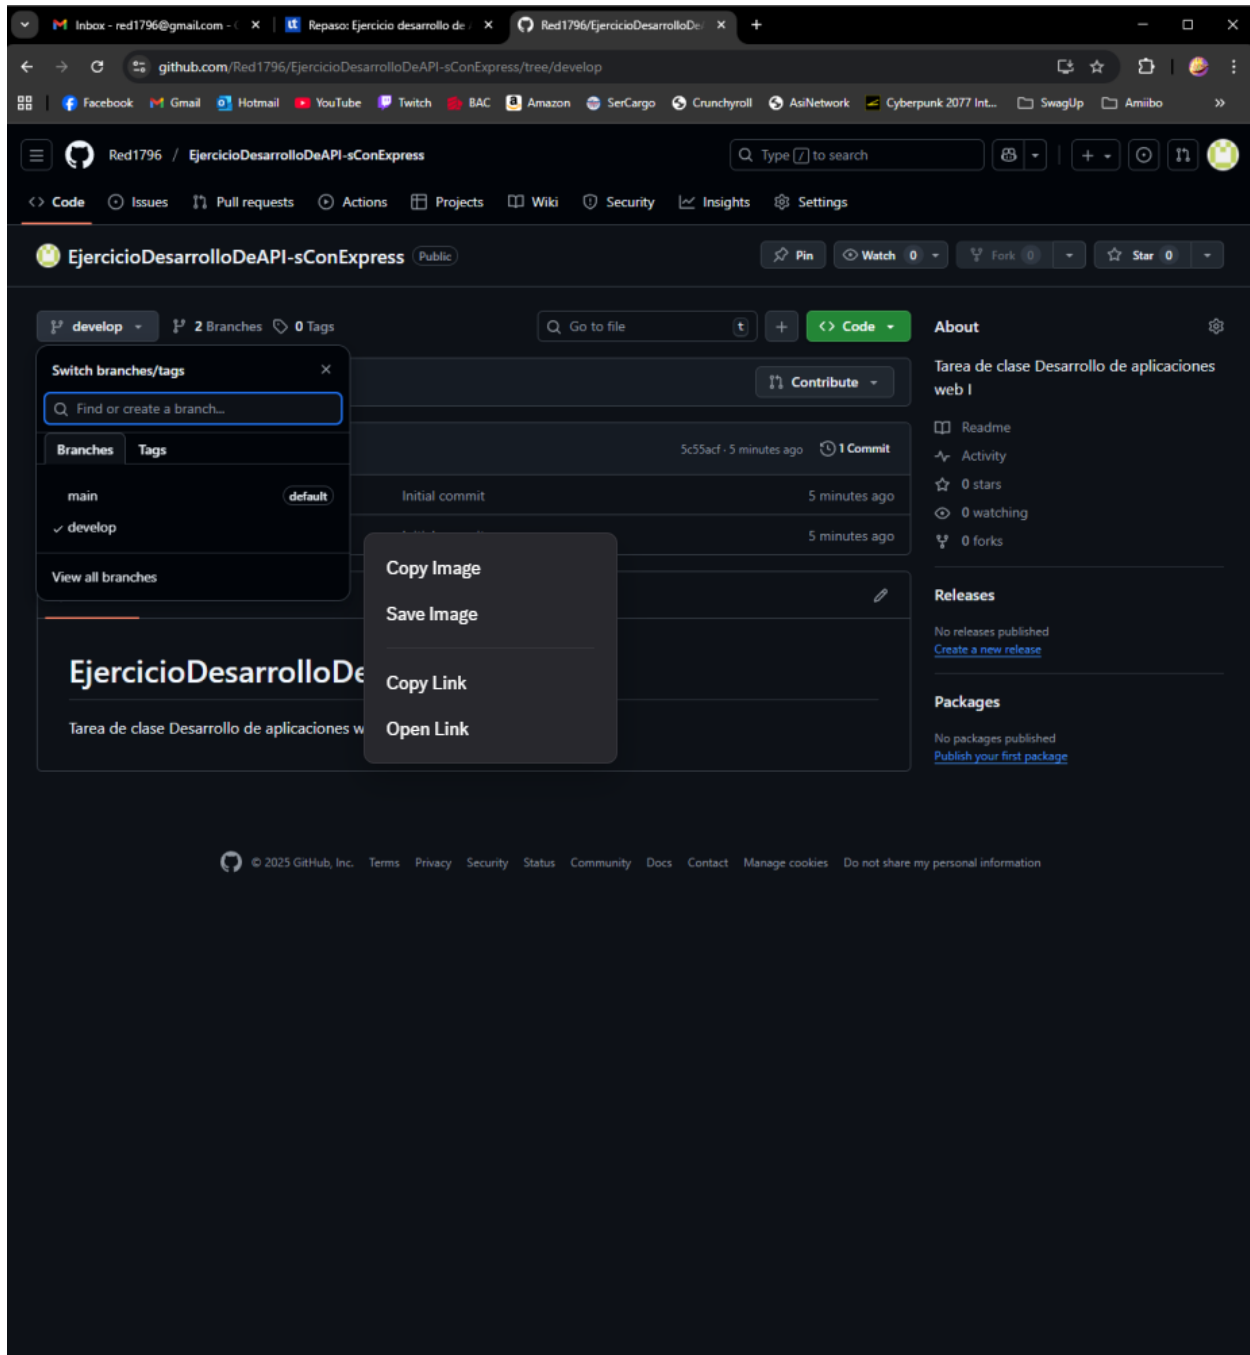 Inbox - red1796@gmail.com - 
Repaso: Ejercicio desarrollo de
Red1796/EjercicioDesarrolloDe
github.com/Red1796/EjercicioDesarrolloDeAPI-sConExpress/tree/develop
Facebook Gmail Hotmail YouTube Twitch BAC Amazon SerCargo Crunchyroll AsiNetwork Cyberpunk 2077 Int... SwagUp Amiibo
Red1796 / EjercicioDesarrolloDeAPI-sConExpress
Type / to search
Code Issues Pull requests Actions Projects Wiki Security Insights Settings
EjercicioDesarrolloDeAPI-sConExpress Public
Pin Watch 0 Fork 0 Star 0
develop 2 Branches 0 Tags
Go to file t
Code
About
Switch branches/tags
Contribute
Tarea de clase Desarrollo de aplicaciones
web I
Find or create a branch...
Readme
Branches Tags
5c55acf · 5 minutes ago 1 Commit
Activity
main default
Initial commit 5 minutes ago
0 stars
develop
5 minutes ago
0 watching
0 forks
View all branches
Copy Image
Save Image
Copy Link
Open Link
Releases
No releases published
Create a new release
EjercicioDesarrolloDe
Tarea de clase Desarrollo de aplicaciones w
Packages
No packages published
Publish your first package
© 2025 GitHub, Inc. Terms Privacy Security Status Community Docs Contact Manage cookies Do not share my personal information